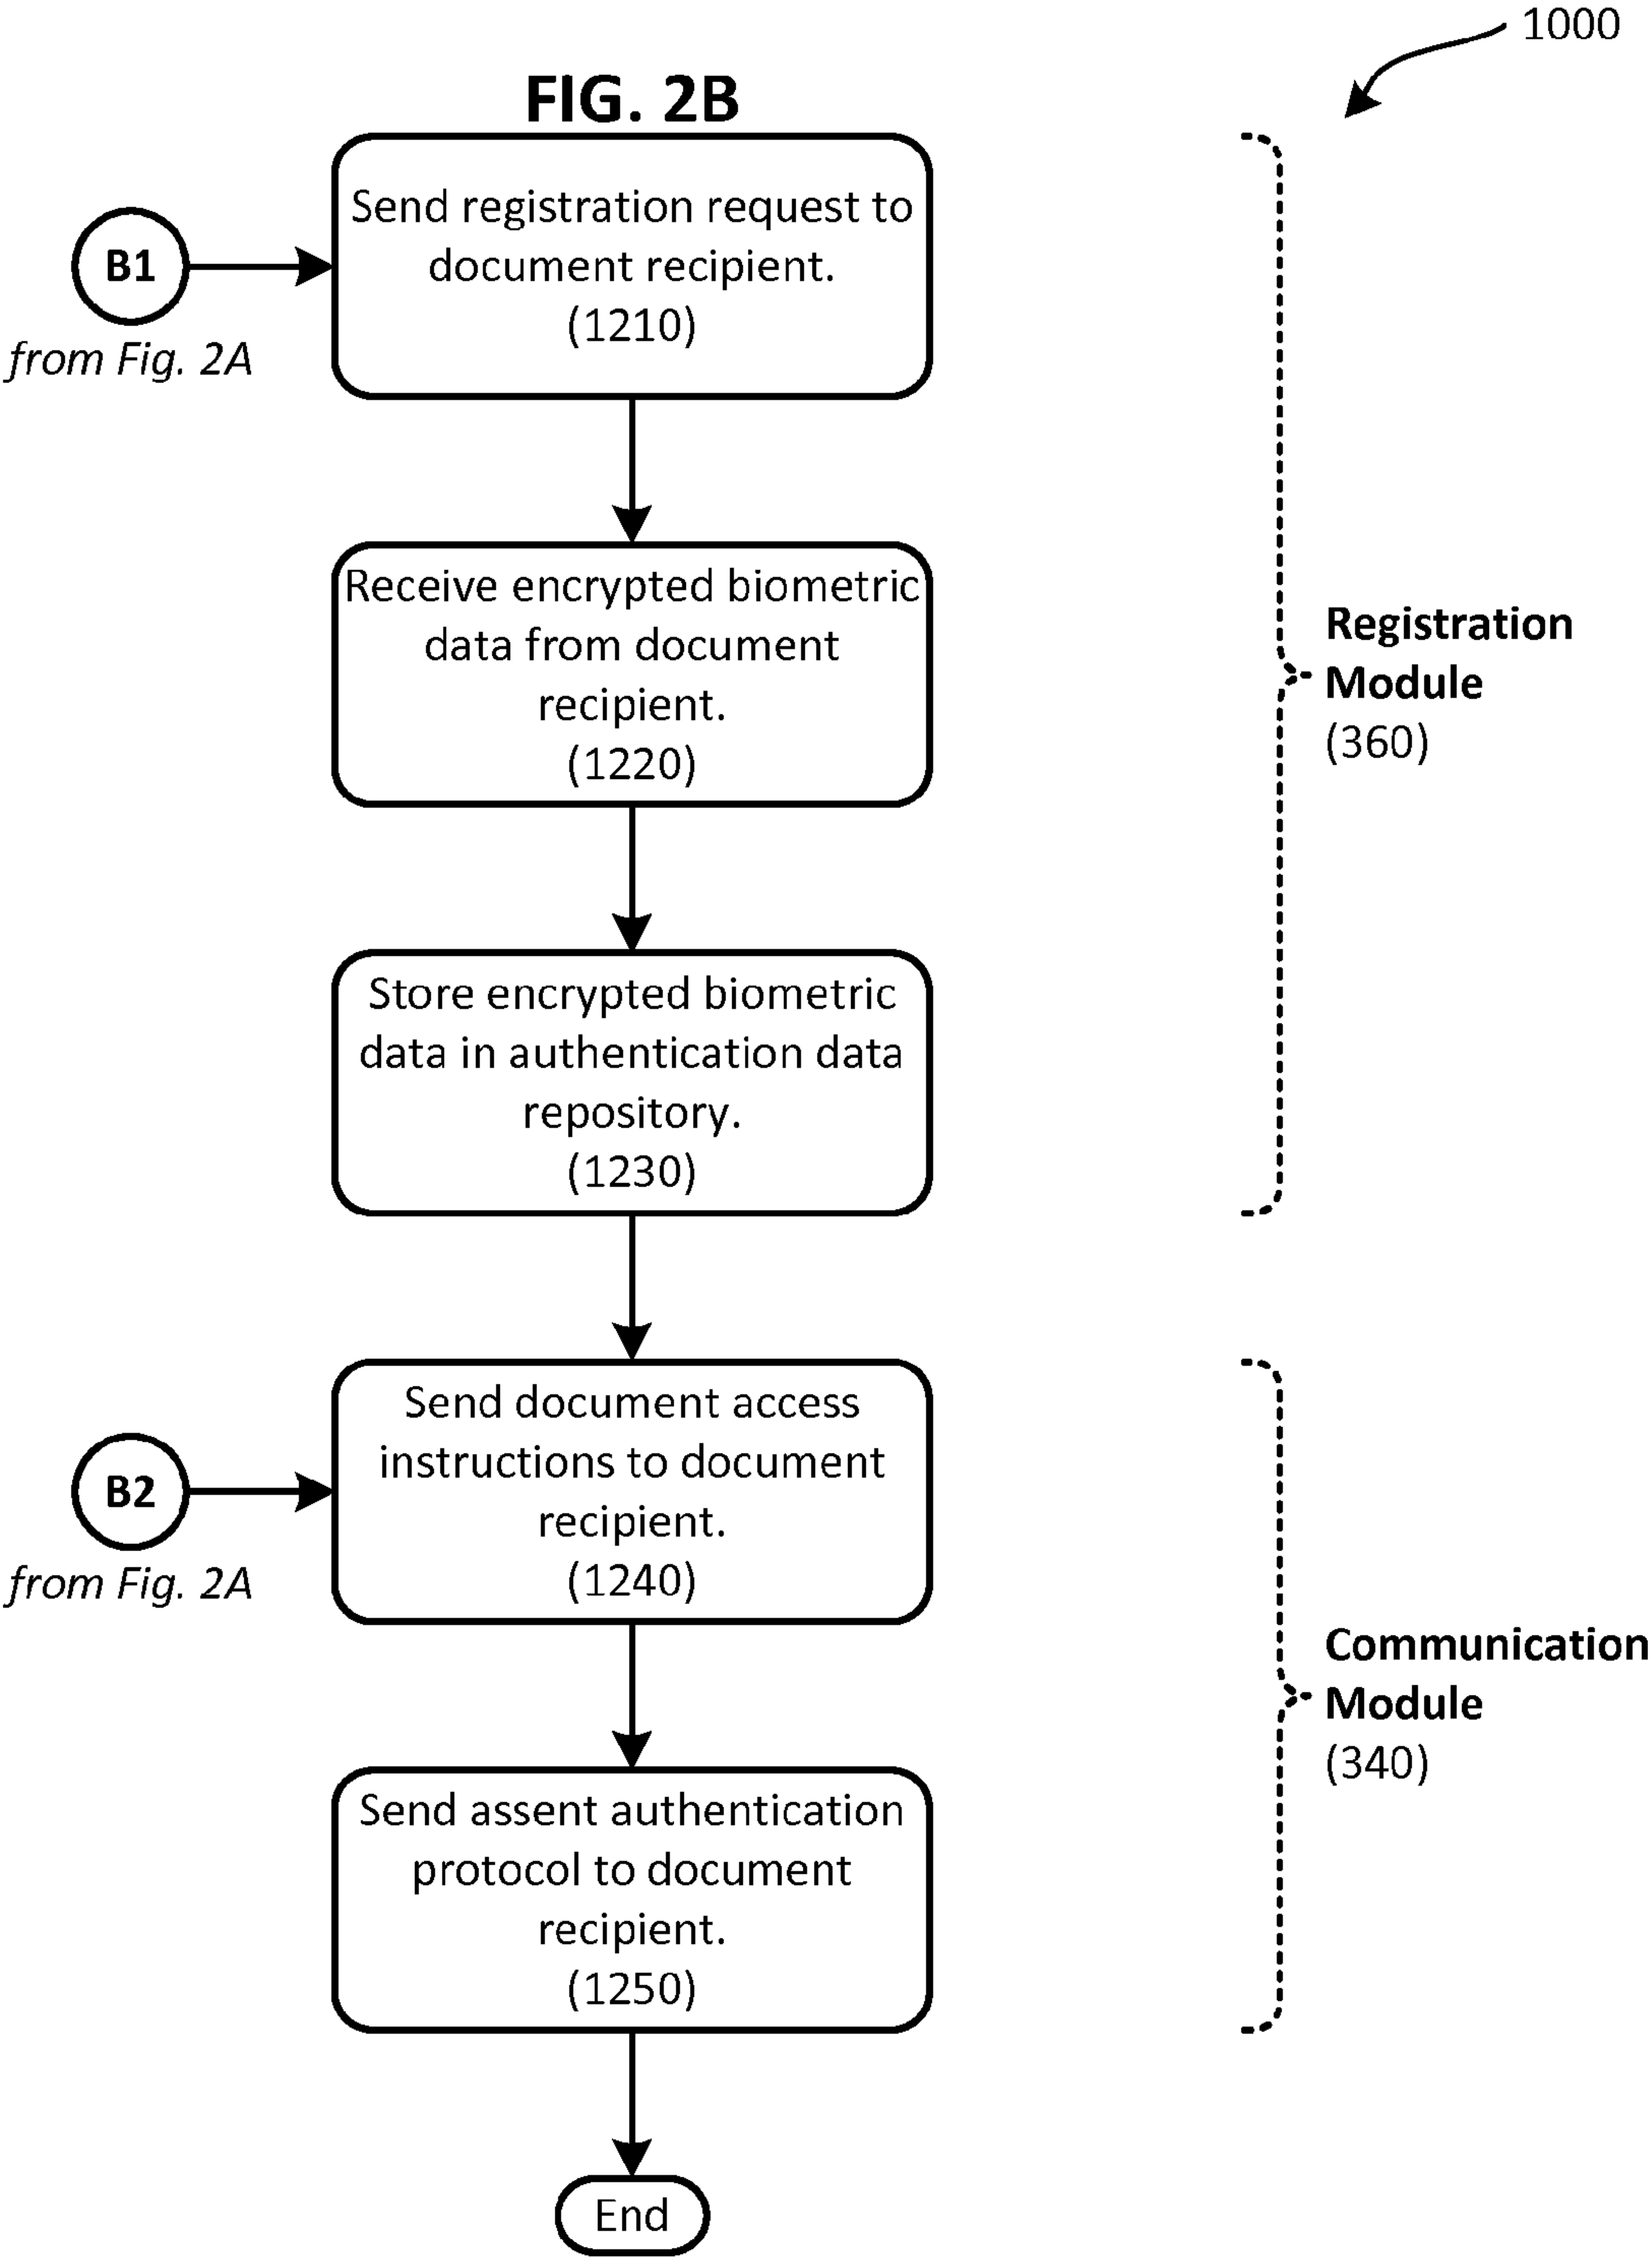 1000
FIG. 2B
Send registration request to
document recipient.
(1210)
B1
from Fig. 2A
Receive encrypted biometric
data from document
recipient.
(1220)
Registration
Module
(360)
Store encrypted biometric
data in authentication data
repository.
(1230)
Send document access
instructions to document
recipient.
(1240)
B2
from Fig. 2A
Communication
Module
(340)
Send assent authentication
protocol to document
recipient.
(1250)
End